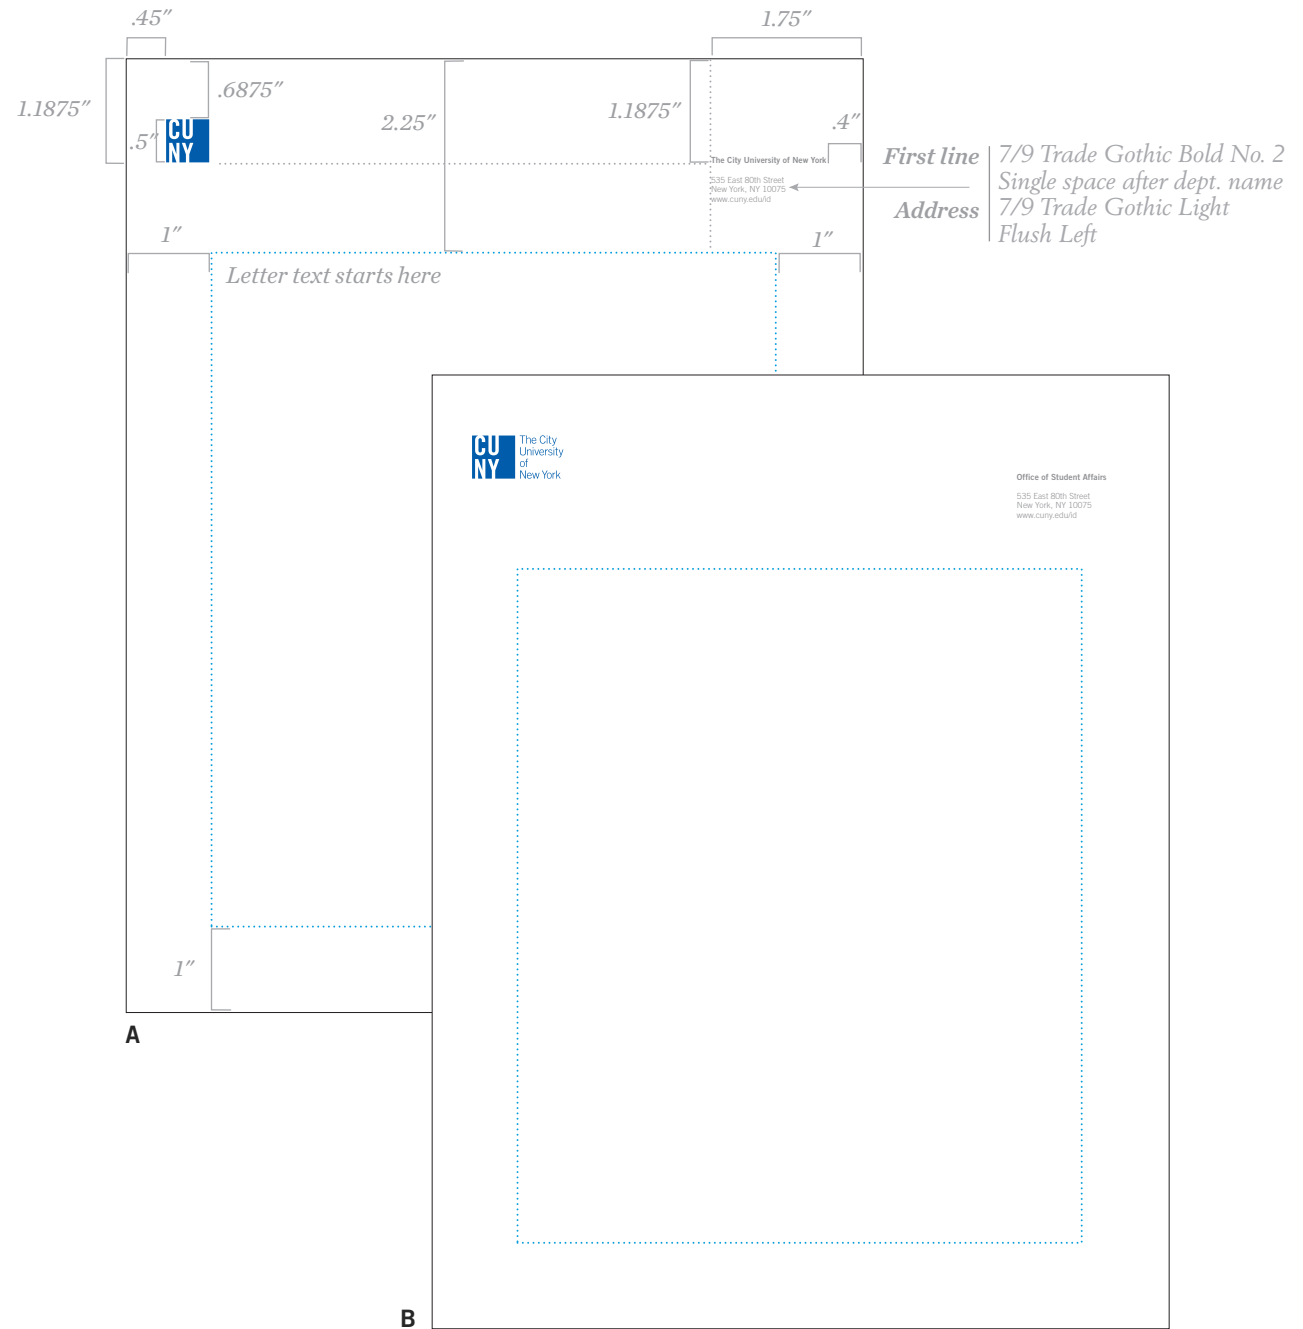 .45″
1.75″
1.1875″
.6875″
2.25″
1.1875″
.4″
.5″
CU
NY
The City University of New York
535 East 80th Street
New York, NY 10075
www.cuny.edu/id
First line
7/9 Trade Gothic Bold No. 2
Single space after dept. name
Address
7/9 Trade Gothic Light
Flush Left
1″
1″
Letter text starts here
CU
NY
The City
University
of
New York
Office of Student Affairs
535 East 80th Street
New York, NY 10075
www.cuny.edu/id
1″
A
B